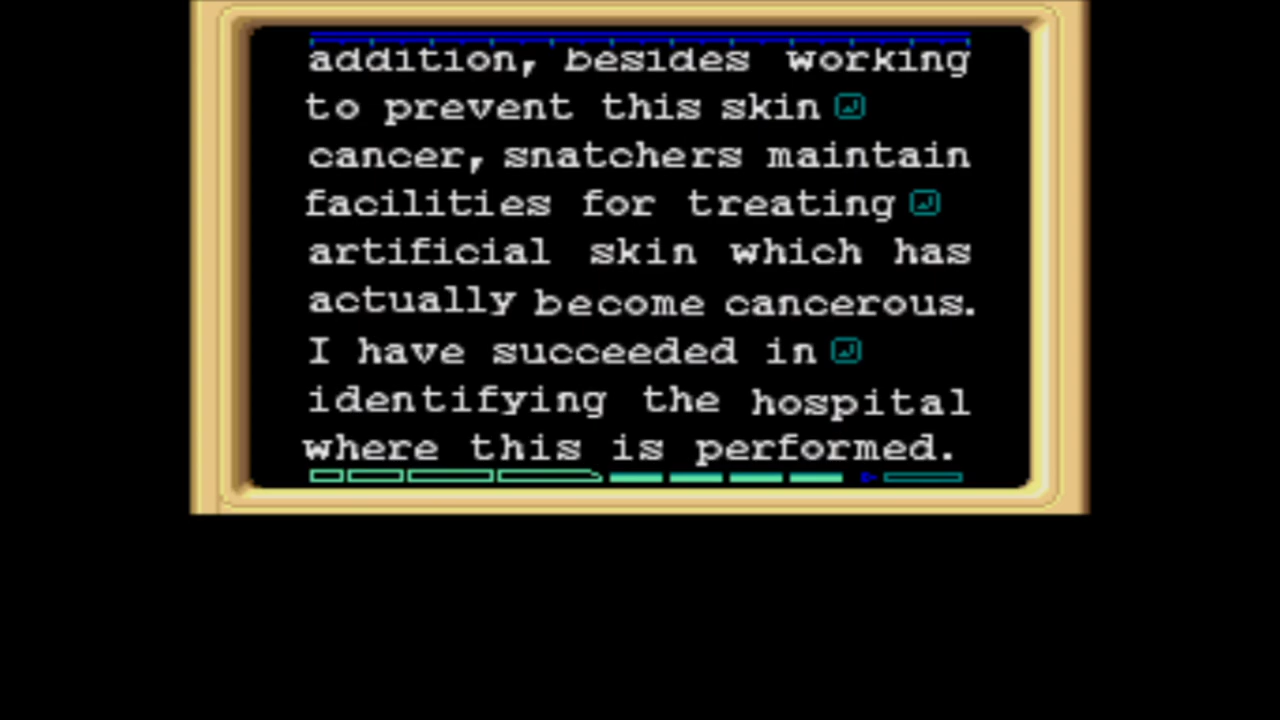 addition, besides working
to prevent this skin
cancer, snatchers maintain
facilities for treating
artificial skin which has
actually become cancerous.
I have succeeded in
identifying the hospital
where this is performed.